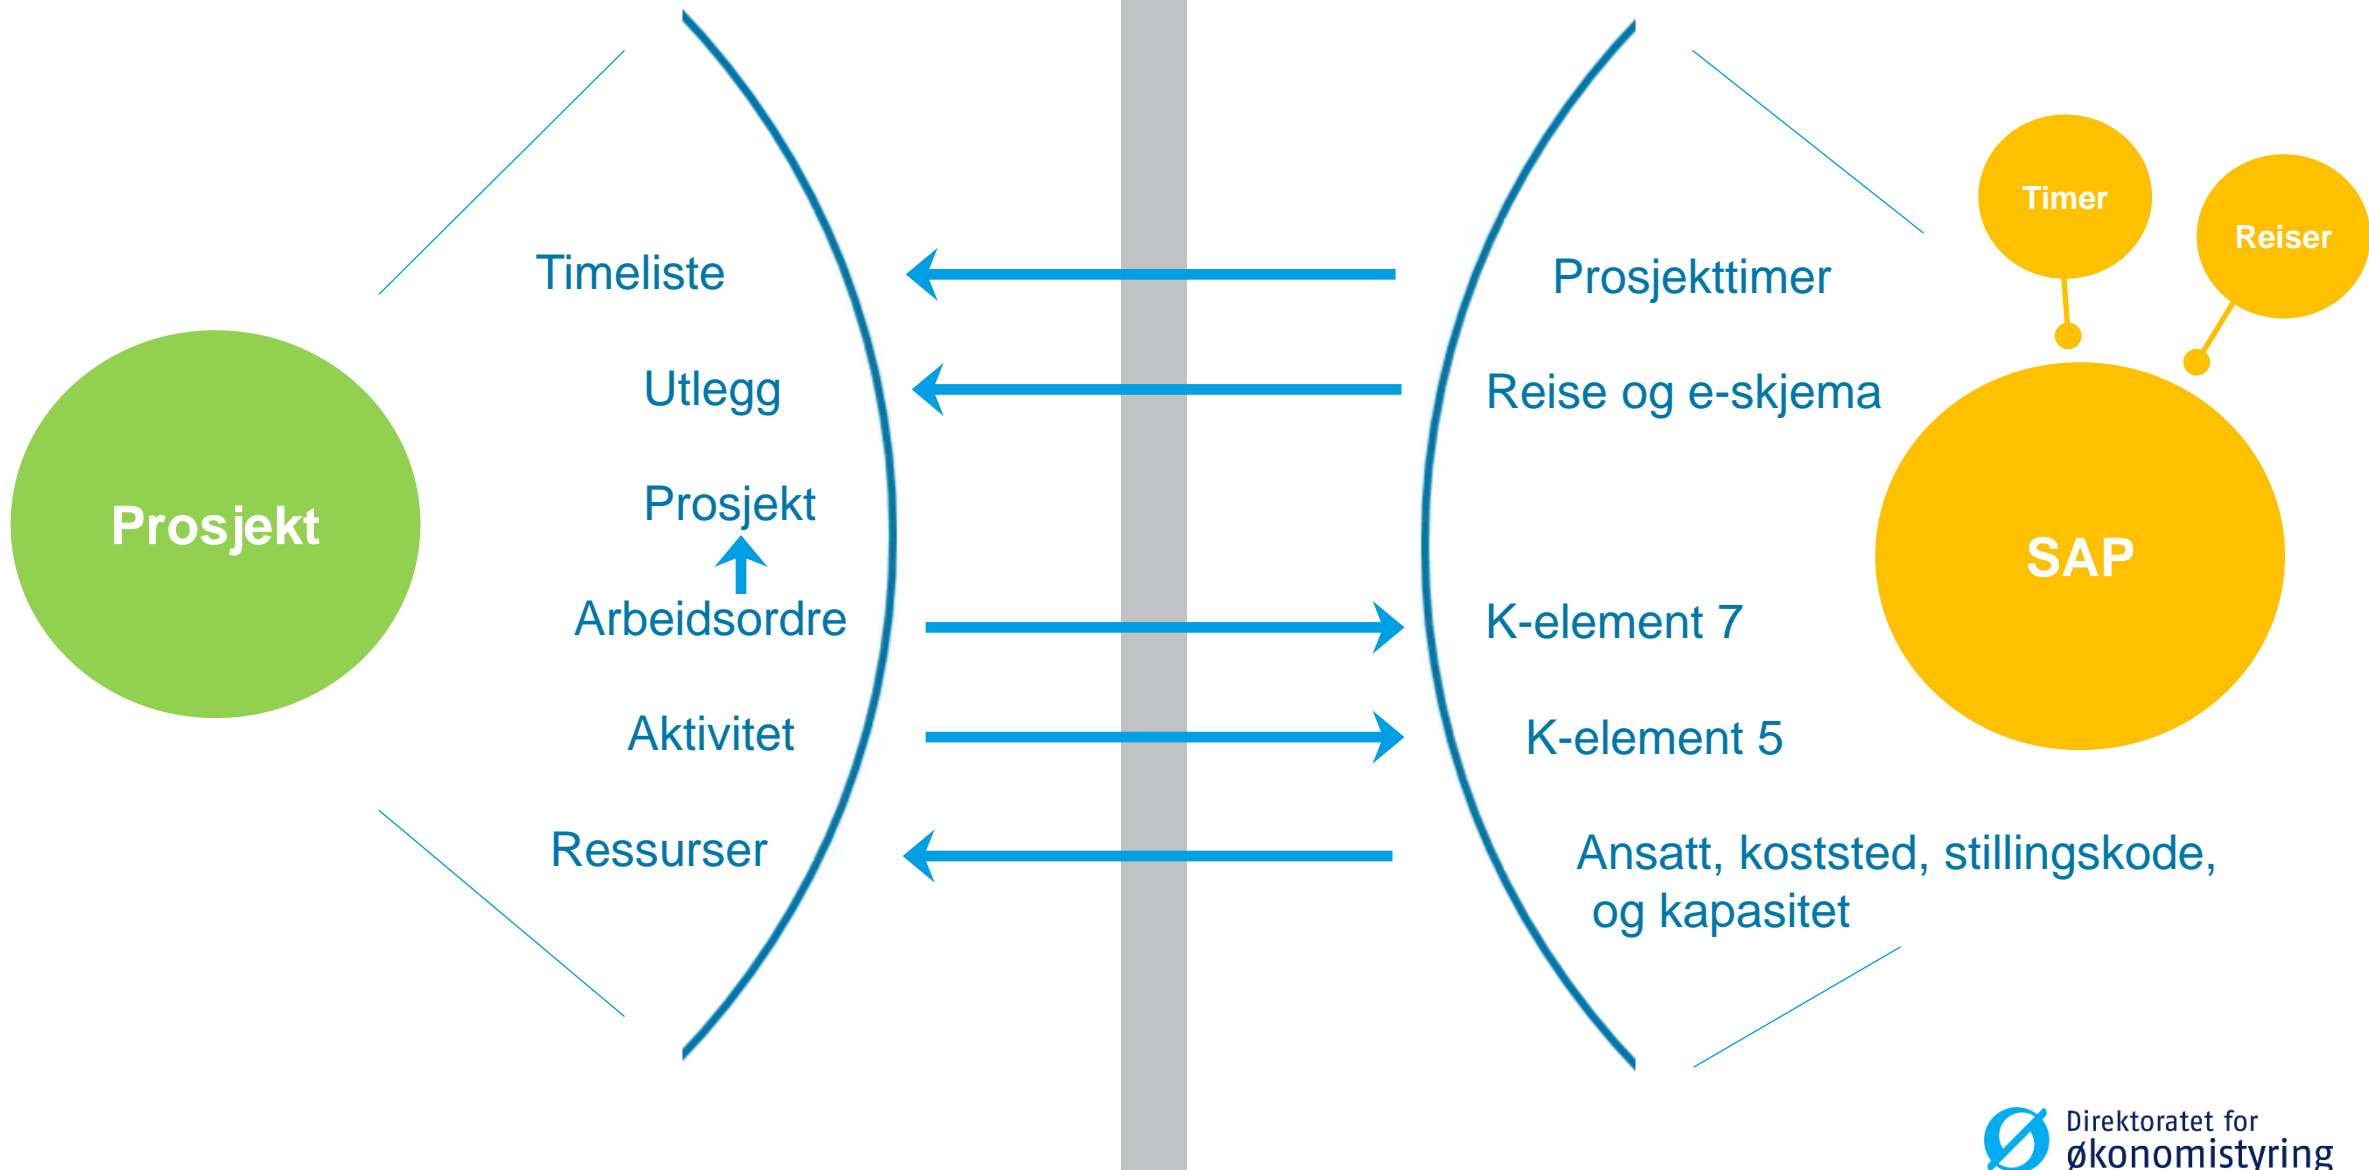 Timer
Reiser
Timeliste
Prosjekttimer
Utlegg
Reise og e-skjema
Prosjekt
Prosjekt
SAP
Arbeidsordre
K-element 7
Aktivitet
K-element 5
Ressurser
Ansatt, koststed, stillingskode,
og kapasitet
Direktoratet for
økonomistyring